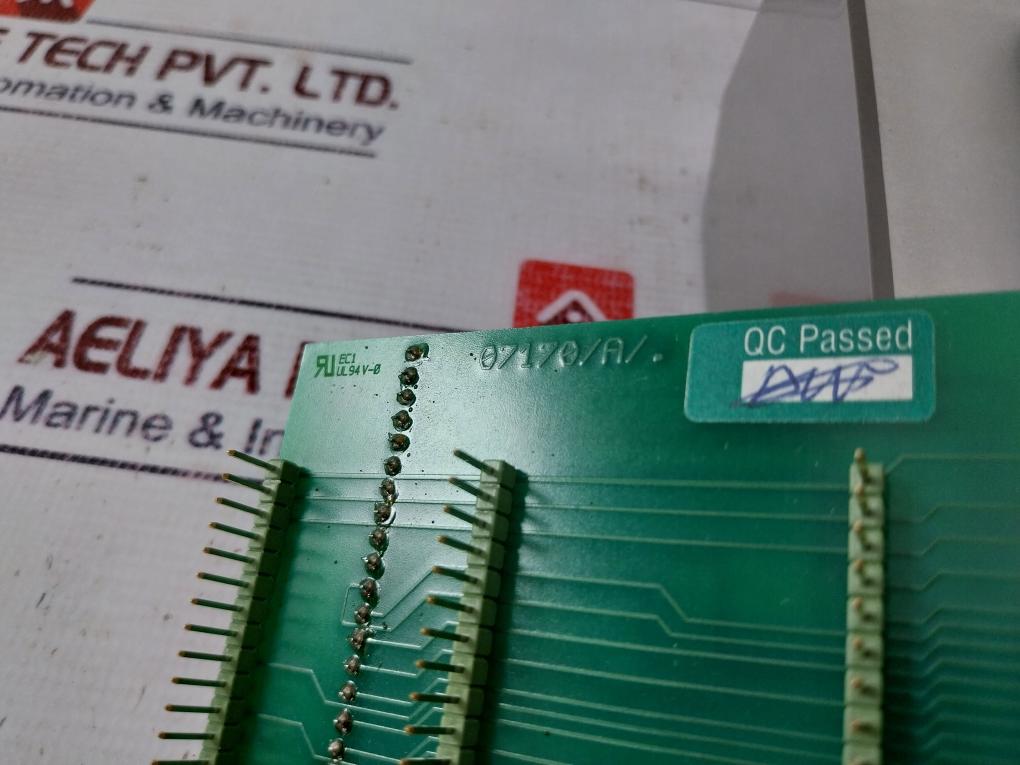 TECH PVT. LTD.
omation & Machinery
AELIYA
Marine & In
EC1
UL94V-0
07170/A/.
QC Passed